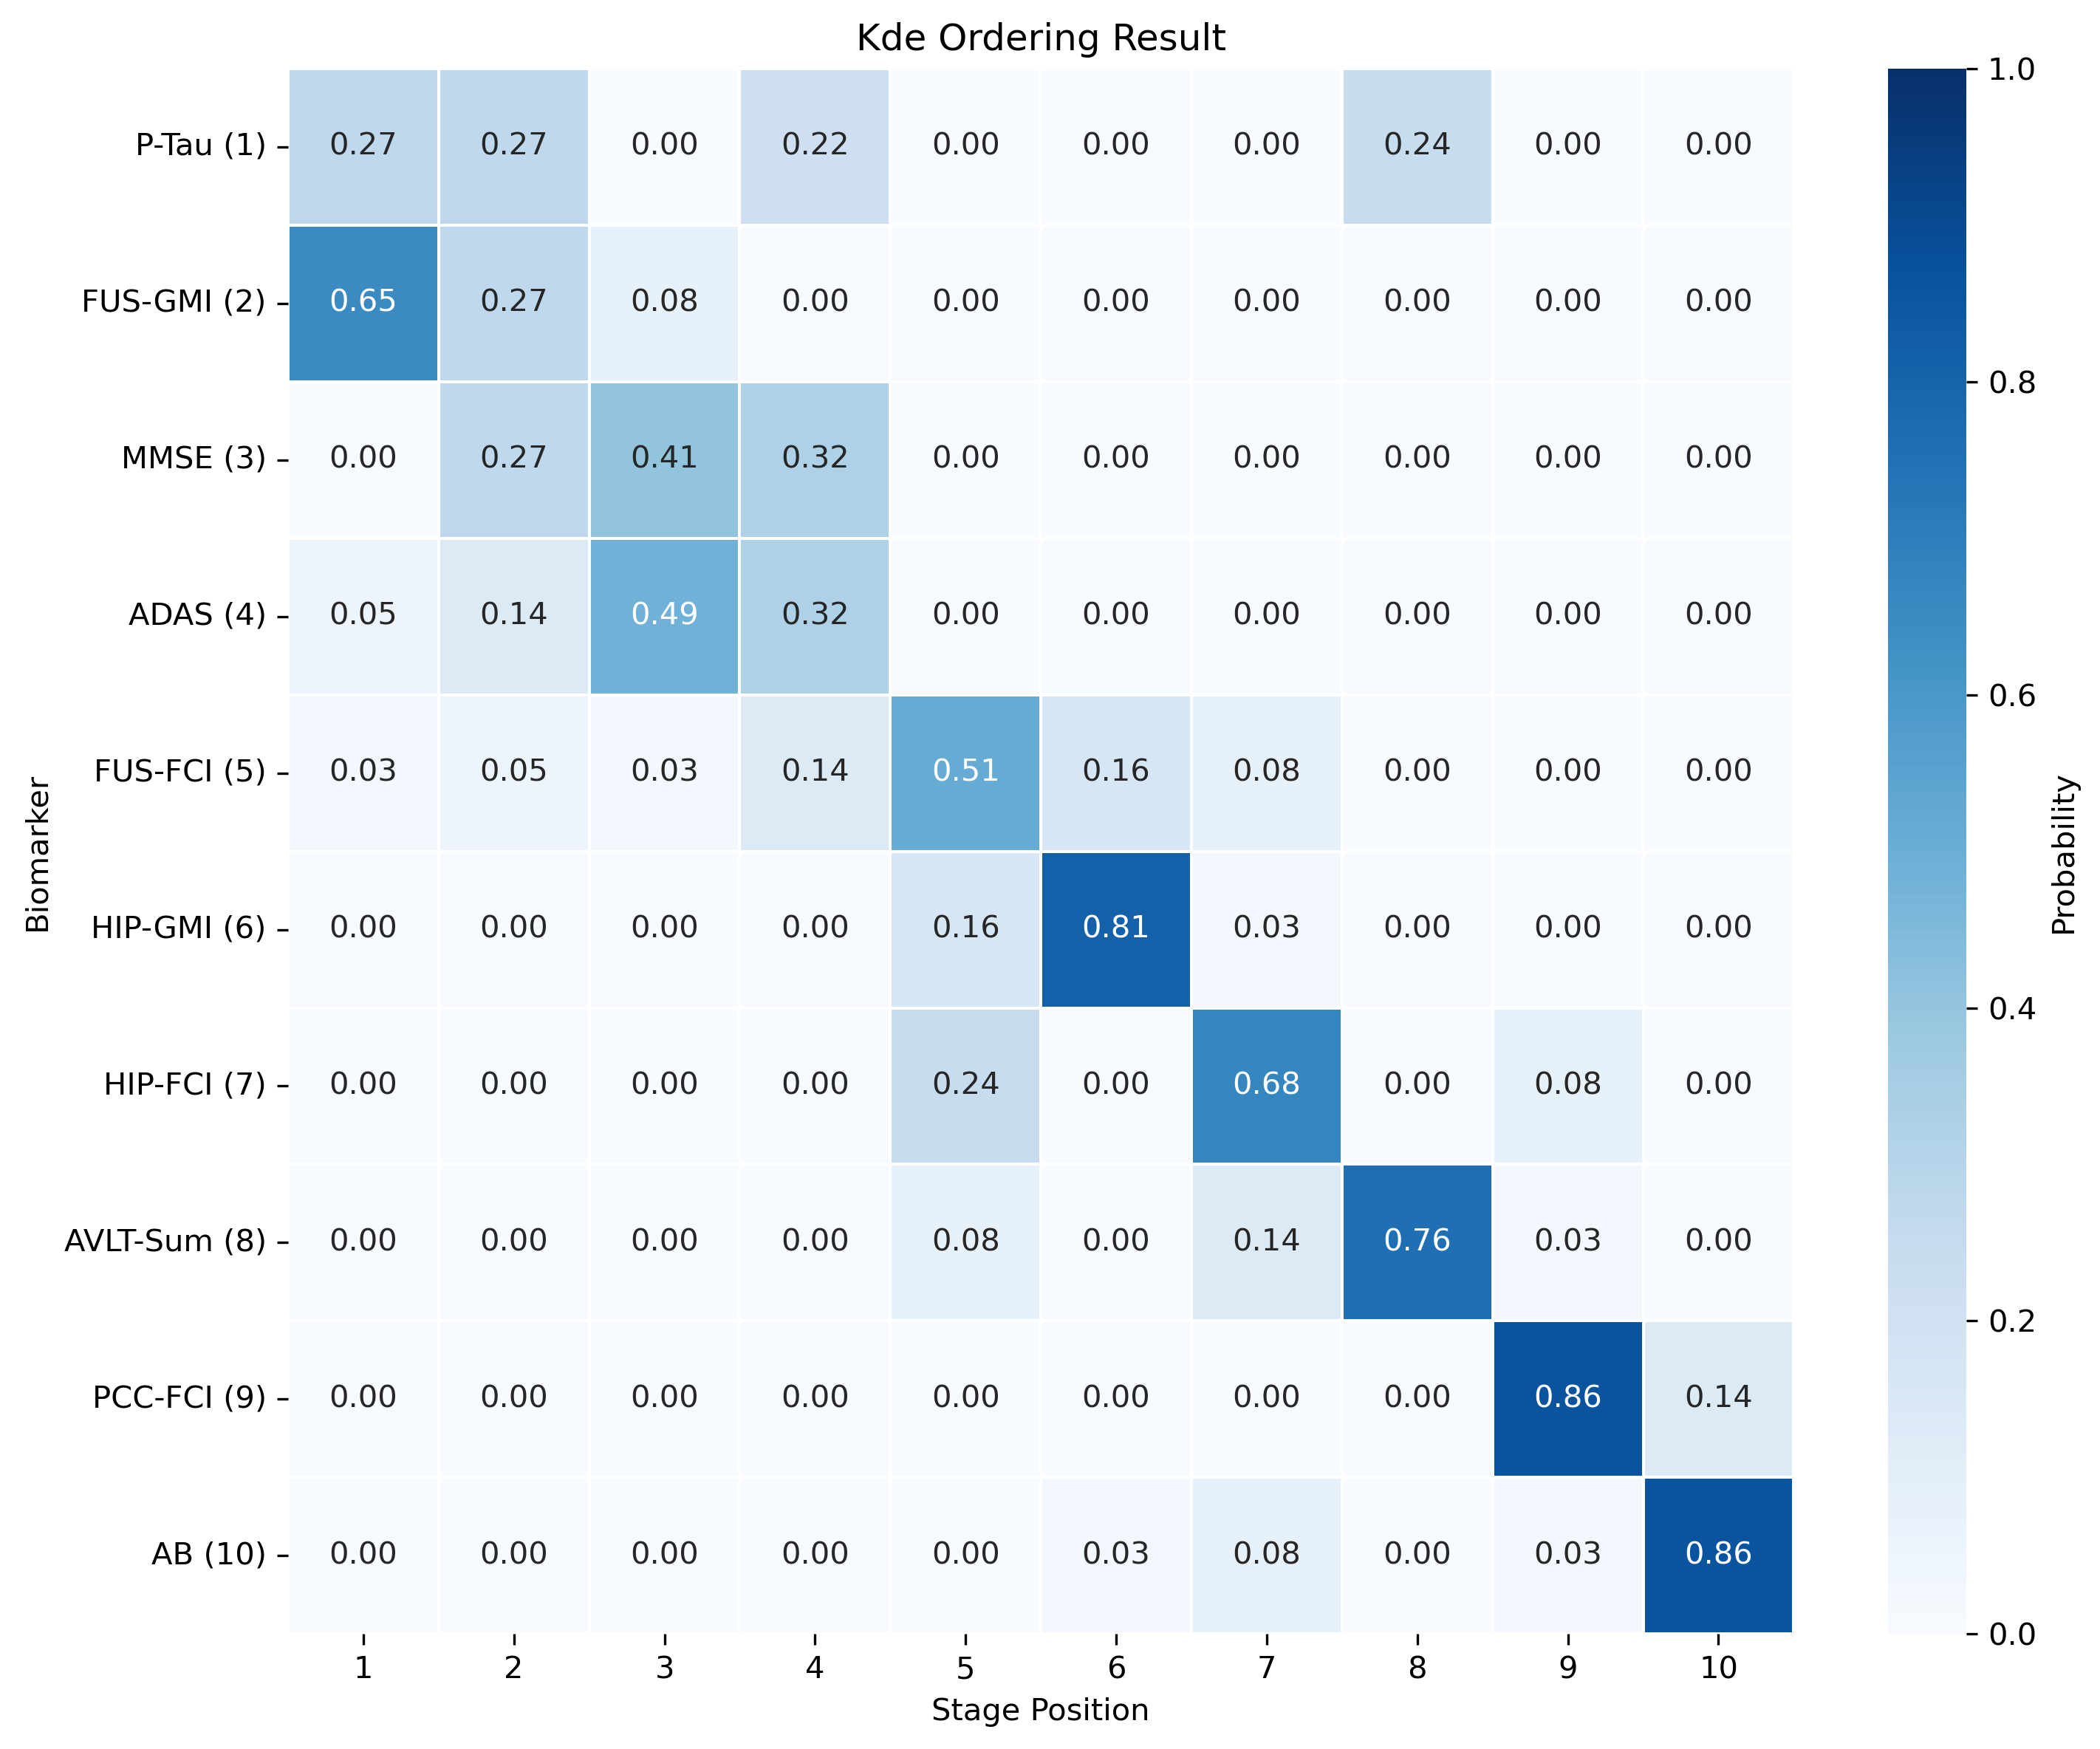 Kde Ordering Result
P-Tau (1) 0.27 0.27 0.00 0.22 0.00 0.00 0.00 0.24 0.00 0.00
FUS-GMI (2) 0.65 0.27 0.08 0.00 0.00 0.00 0.00 0.00 0.00 0.00
MMSE (3) 0.00 0.27 0.41 0.32 0.00 0.00 0.00 0.00 0.00 0.00
ADAS (4) 0.05 0.14 0.49 0.32 0.00 0.00 0.00 0.00 0.00 0.00
FUS-FCI (5) 0.03 0.05 0.03 0.14 0.51 0.16 0.08 0.00 0.00 0.00
HIP-GMI (6) 0.00 0.00 0.00 0.00 0.16 0.81 0.03 0.00 0.00 0.00
HIP-FCI (7) 0.00 0.00 0.00 0.00 0.24 0.00 0.68 0.00 0.08 0.00
AVLT-Sum (8) 0.00 0.00 0.00 0.00 0.08 0.00 0.14 0.76 0.03 0.00
PCC-FCI (9) 0.00 0.00 0.00 0.00 0.00 0.00 0.00 0.00 0.86 0.14
AB (10) 0.00 0.00 0.00 0.00 0.00 0.03 0.08 0.00 0.03 0.86
1 2 3 4 5 6 7 8 9 10
Stage Position
Biomarker
1.0
0.8
0.6
0.4
0.2
0.0
Probability